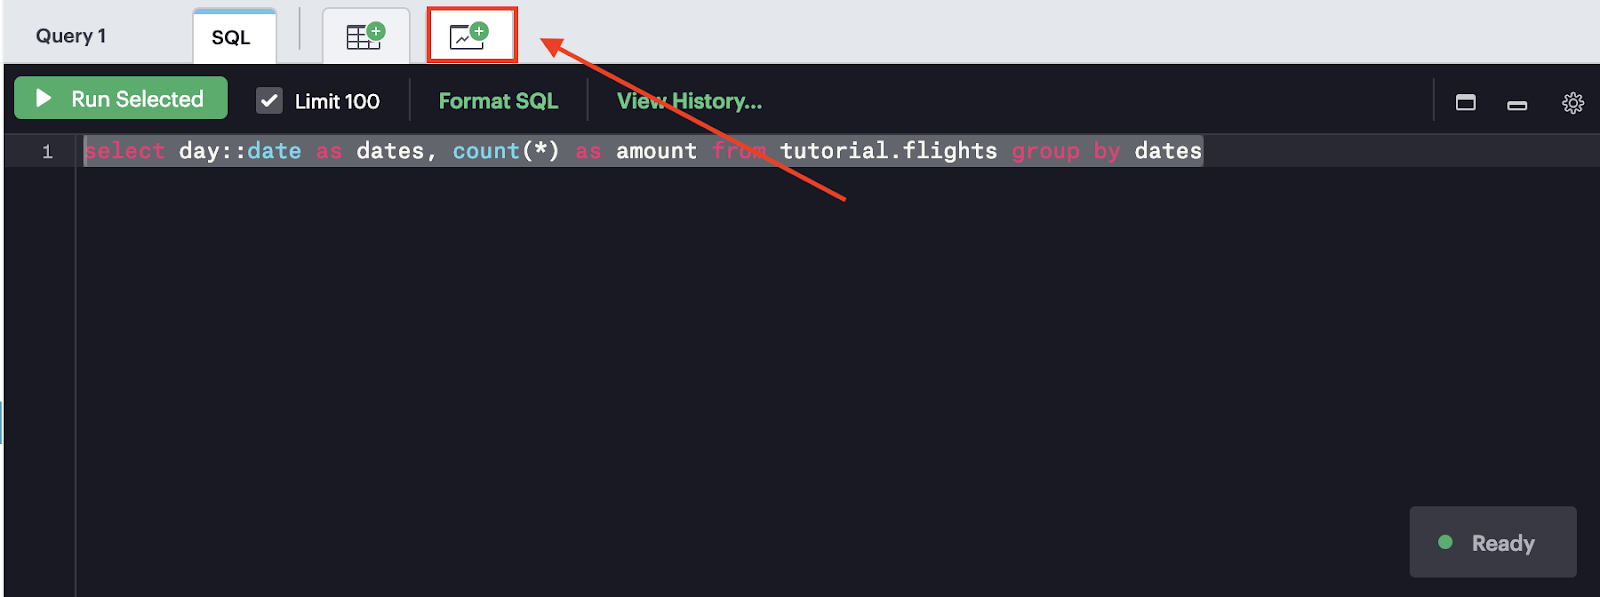 Query 1 SQL
Run Selected Limit 100 Format SQL View History...
1 select day::date as dates, count(*) as amount from tutorial.flights group by dates
Ready